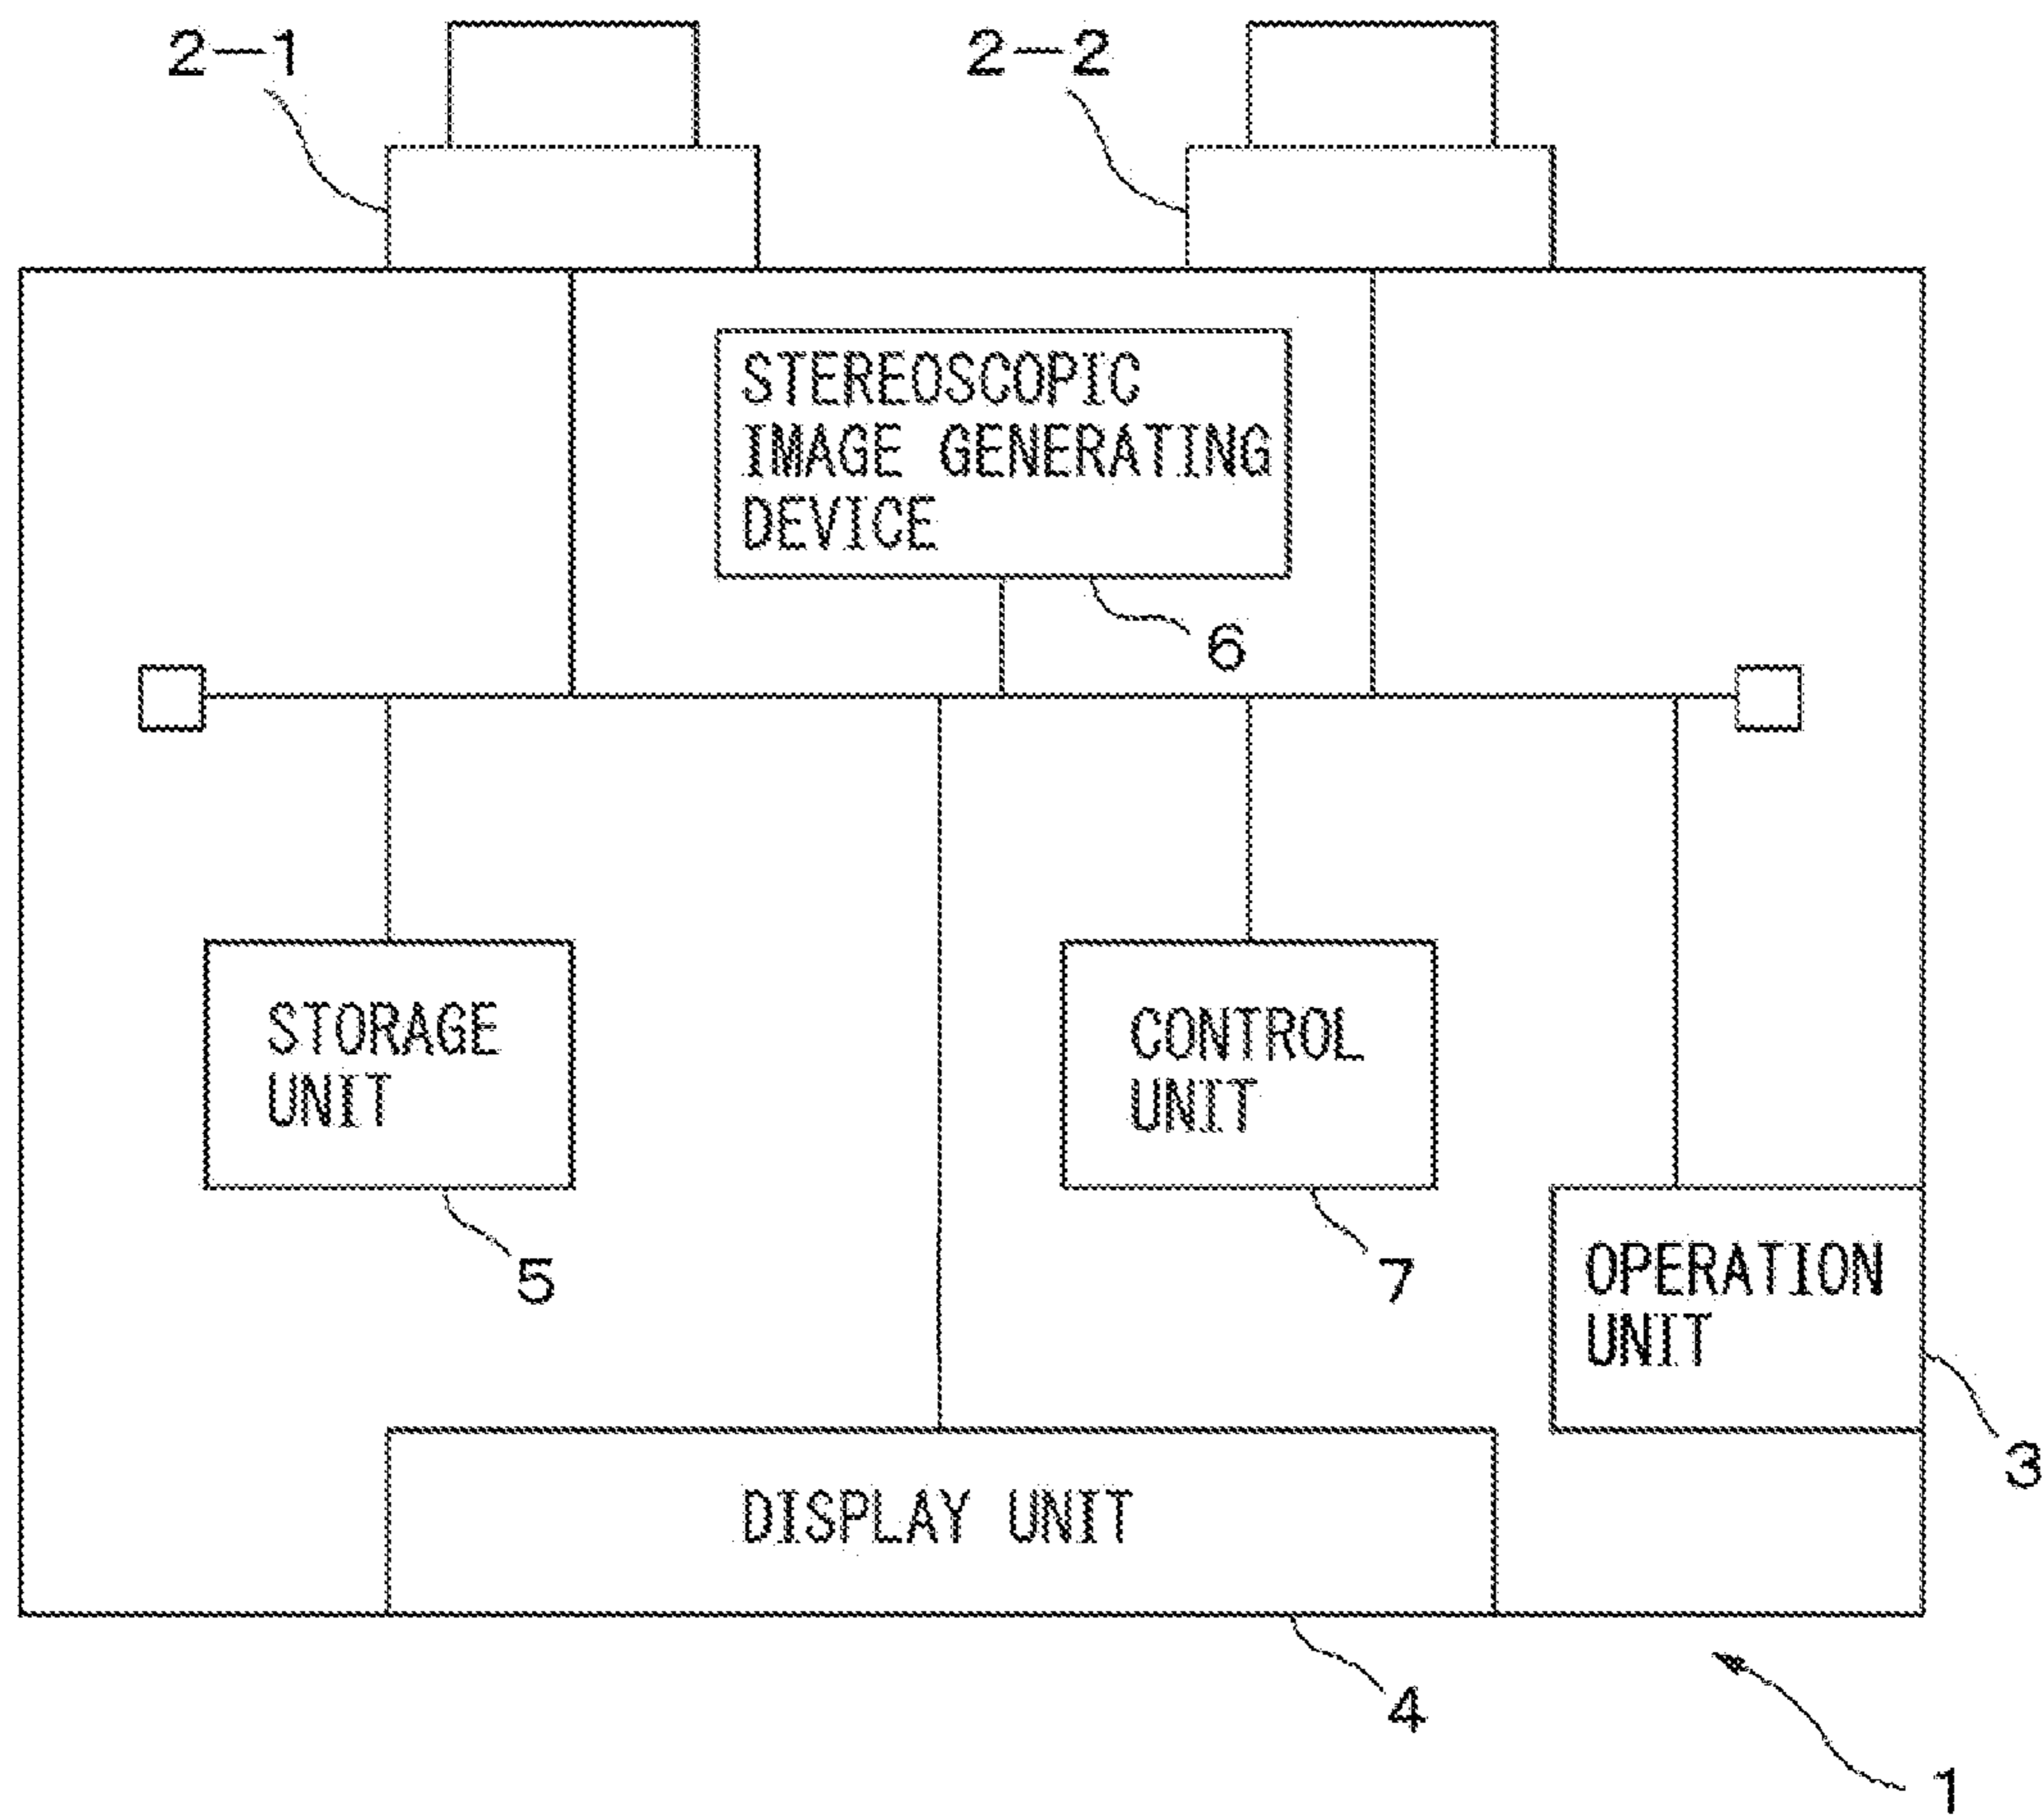 2-1
2-2
STEREOSCOPIC
IMAGE GENERATING
DEVICE
6
STORAGE
UNIT
5
CONTROL
UNIT
7
OPERATION
UNIT
3
DISPLAY UNIT
4
1